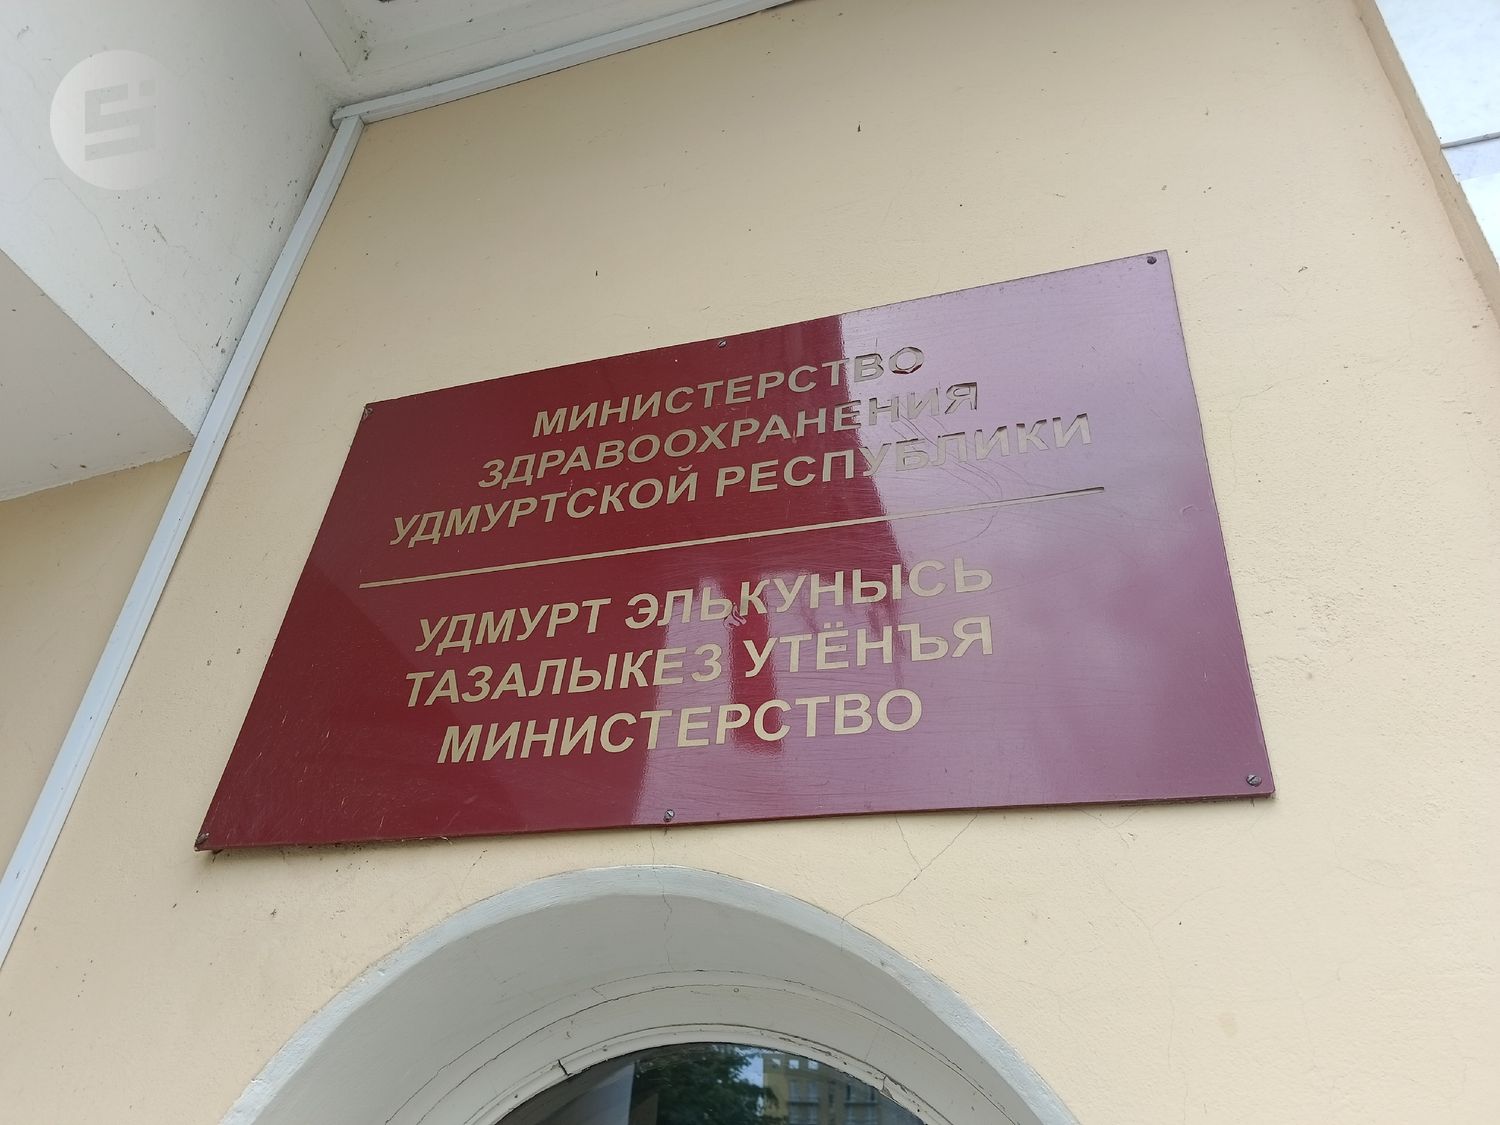 МИНИСТЕРСТВО
ЗДРАВООХРАНЕНИЯ
УДМУРТСКОЙ РЕСПУБЛИКИ
УДМУРТ ЭЛЬКУНЫСЬ
ТАЗАЛЫКЕЗ УТЁНЪЯ
МИНИСТЕРСТВО